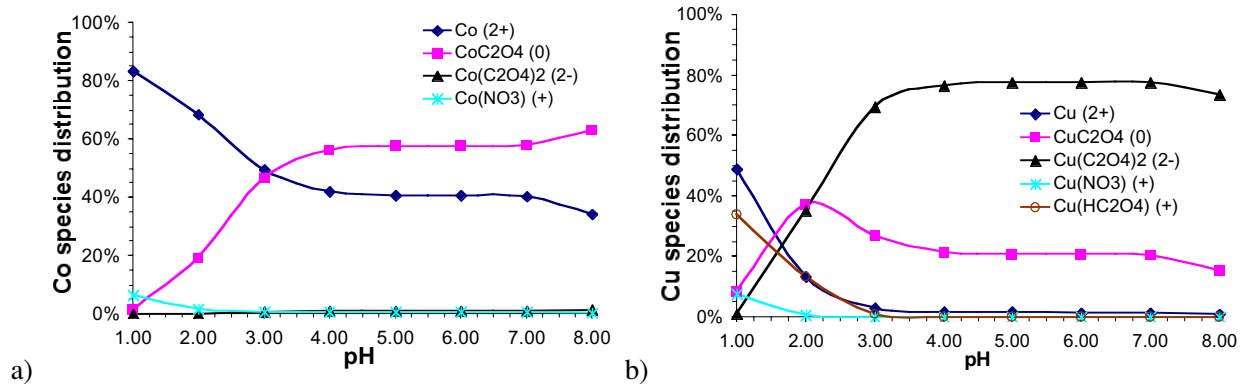 100%
80%
60%
40%
20%
0%
Co species distribution
Co (2+)
CoC2O4 (0)
Co(C2O4)2 (2-)
Co(NO3) (+)
1.00 2.00 3.00 4.00 5.00 6.00 7.00 8.00
pH
a)
100%
80%
60%
40%
20%
0%
Cu species distribution
Cu (2+)
CuC2O4 (0)
Cu(C2O4)2 (2-)
Cu(NO3) (+)
Cu(HC2O4) (+)
1.00 2.00 3.00 4.00 5.00 6.00 7.00 8.00
pH
b)